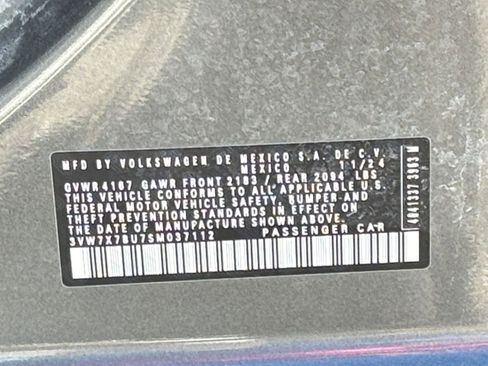 MFD BY VOLKSWAGEN DE MEXICO S.A. DE C.V.
MEXICO 11/24
GVWR4187 GAWR FRONT 2183 / REAR 2094 LBS
THIS VEHICLE CONFORMS TO ALL APPLICABLE
FEDERAL MOTOR VEHICLE SAFETY, BUMPER AND
THEFT PREVENTION STANDARDS IN EFFECT ON
THE DATE OF MANUFACTURE SHOWN ABOVE.
3VW7X7BU7SM037112 PASSENGER CAR